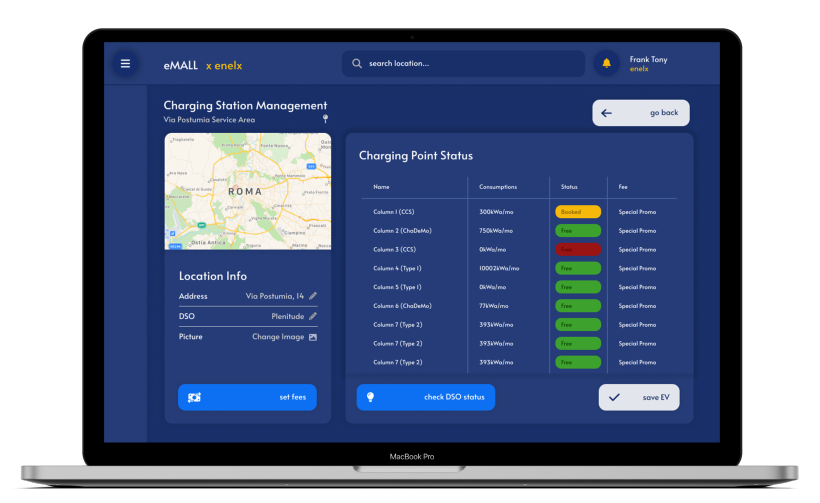 eMALL x enelx
search location...
Frank Tony
enelx
Charging Station Management
Via Postumia Service Area
go back
ROMA
Fonte Nuova
Ciampino
Ostia Antica
Marino
Location Info
Address Via Postumia, 14
DSO Plenitude
Picture Change Image
set fees
Charging Point Status
Name Consumptions Status Fee
Column 1 (CCS) 300kWa/mo Booked Special Promo
Column 2 (ChaDeMo) 750kWa/mo Free Special Promo
Column 3 (CCS) 0kWa/mo Special Promo
Column 4 (Type 1) 10002kWa/mo Free Special Promo
Column 5 (Type 1) 0kWa/mo Free Special Promo
Column 6 (ChaDeMo) 77kWa/mo Free Special Promo
Column 7 (Type 2) 393kWa/mo Free Special Promo
Column 7 (Type 2) 393kWa/mo Free Special Promo
Column 7 (Type 2) 393kWa/mo Free Special Promo
check DSO status
save EV
MacBook Pro